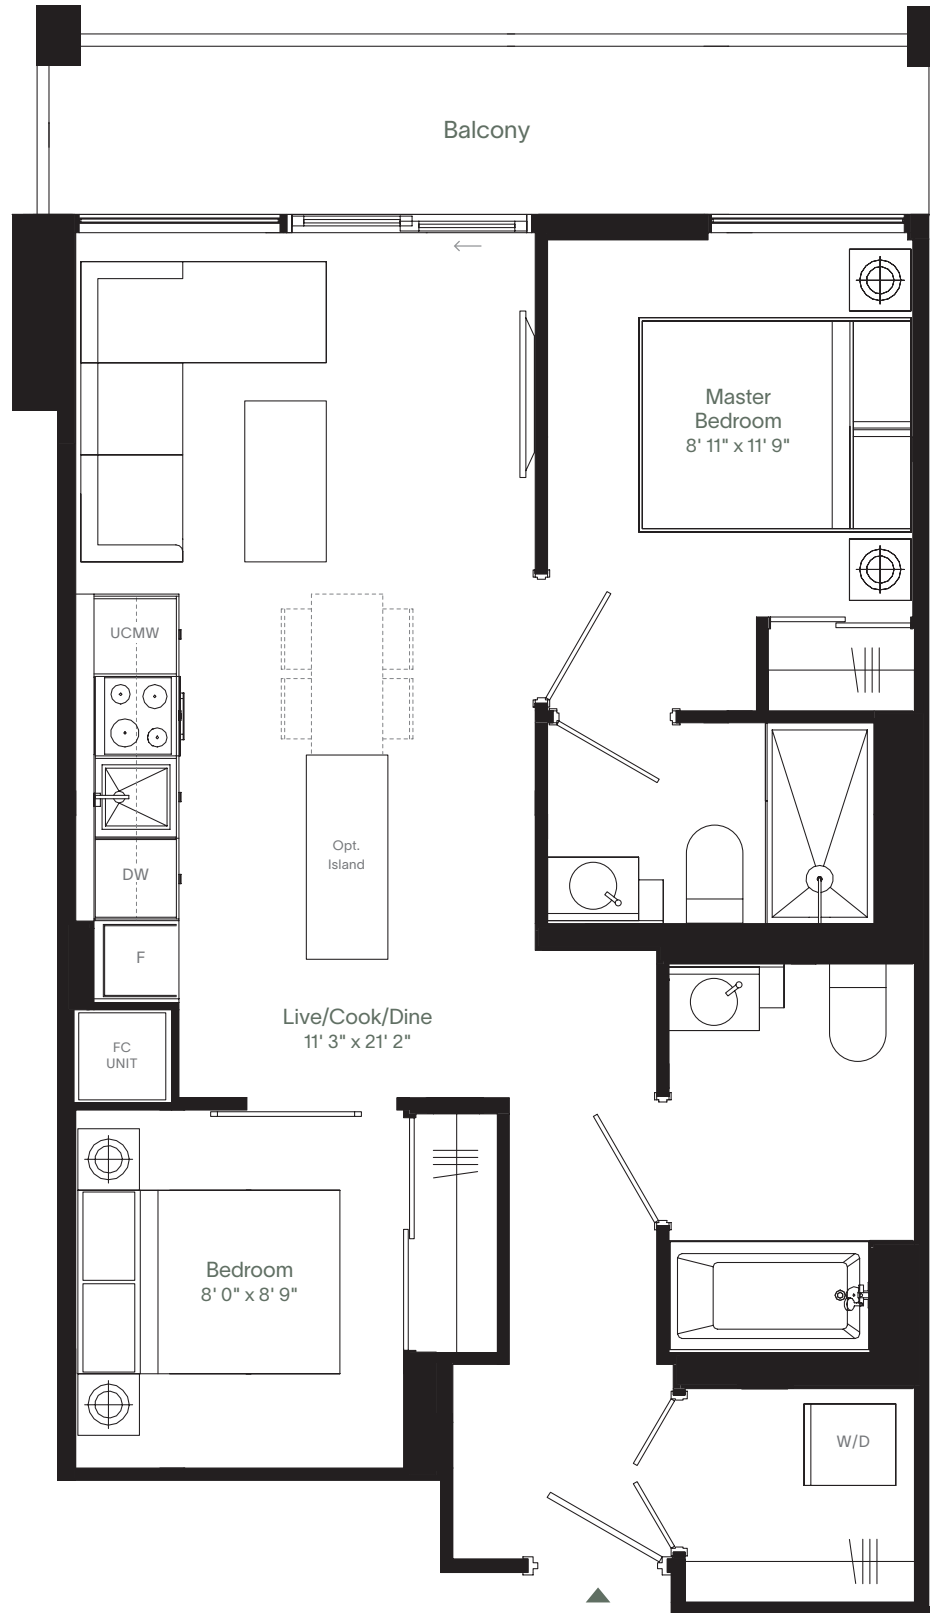 Balcony
Master
Bedroom
8' 11" x 11' 9"
UCMW
DW
Opt.
Island
F
Live/Cook/Dine
11' 3" x 21' 2"
FC
UNIT
Bedroom
8' 0" x 8' 9"
W/D